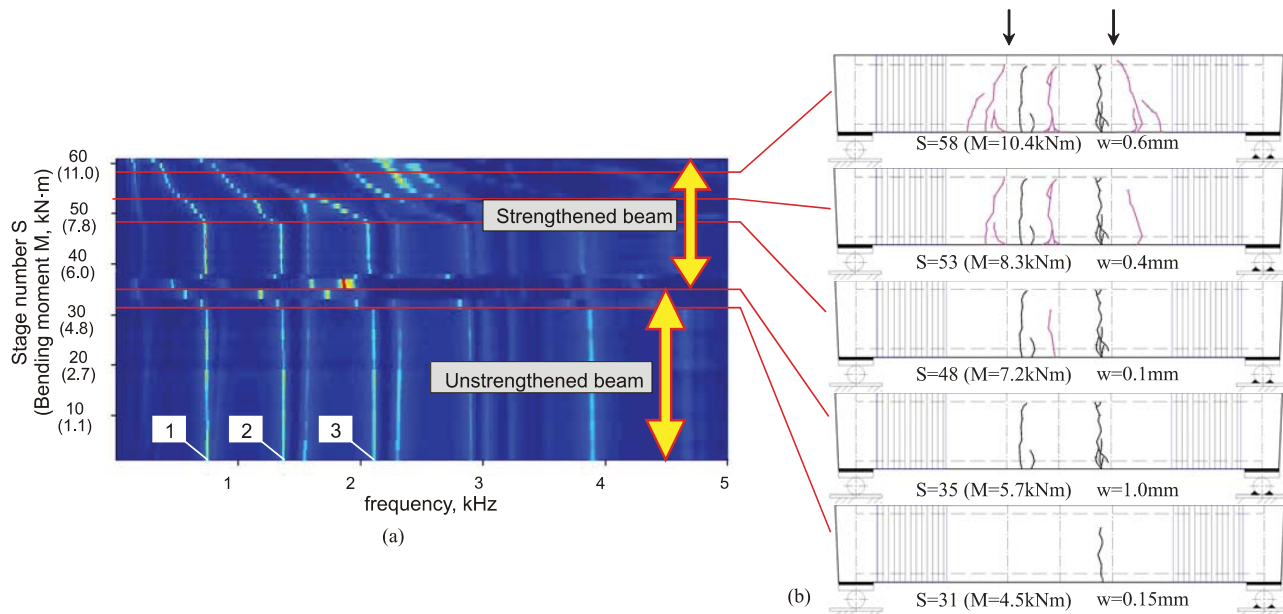 Stage number S
(Bending moment M, kN·m)
60
(11.0)
50
(7.8)
40
(6.0)
30
(4.8)
20
(2.7)
10
(1.1)
Strengthened beam
Unstrengthened beam
1
2
3
1
2
3
4
5
frequency, kHz
(a)
S=58 (M=10.4kNm) w=0.6mm
S=53 (M=8.3kNm) w=0.4mm
S=48 (M=7.2kNm) w=0.1mm
S=35 (M=5.7kNm) w=1.0mm
S=31 (M=4.5kNm) w=0.15mm
(b)